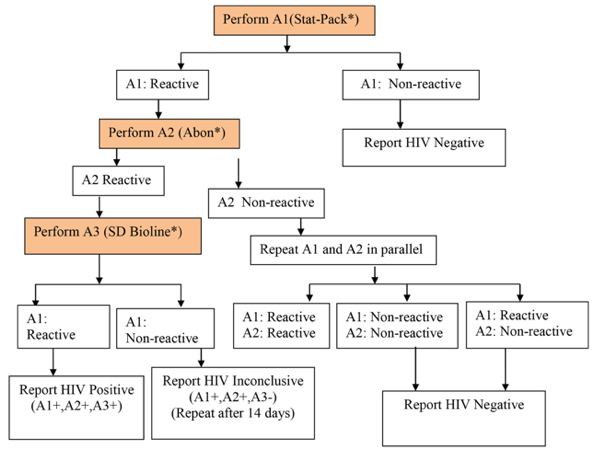 Perform A1(Stat-Pack*)
A1: Reactive
A1: Non-reactive
Perform A2 (Abon*)
Report HIV Negative
A2 Reactive
A2 Non-reactive
Perform A3 (SD Bioline*)
Repeat A1 and A2 in parallel
A1:
Reactive
A1:
Non-reactive
A1: Reactive
A2: Reactive
A1: Non-reactive
A2: Non-reactive
A1: Reactive
A2: Non-reactive
Report HIV Positive
(A1+,A2+,A3+)
Report HIV Inconclusive
(A1+,A2+,A3-)
(Repeat after 14 days)
Report HIV Negative